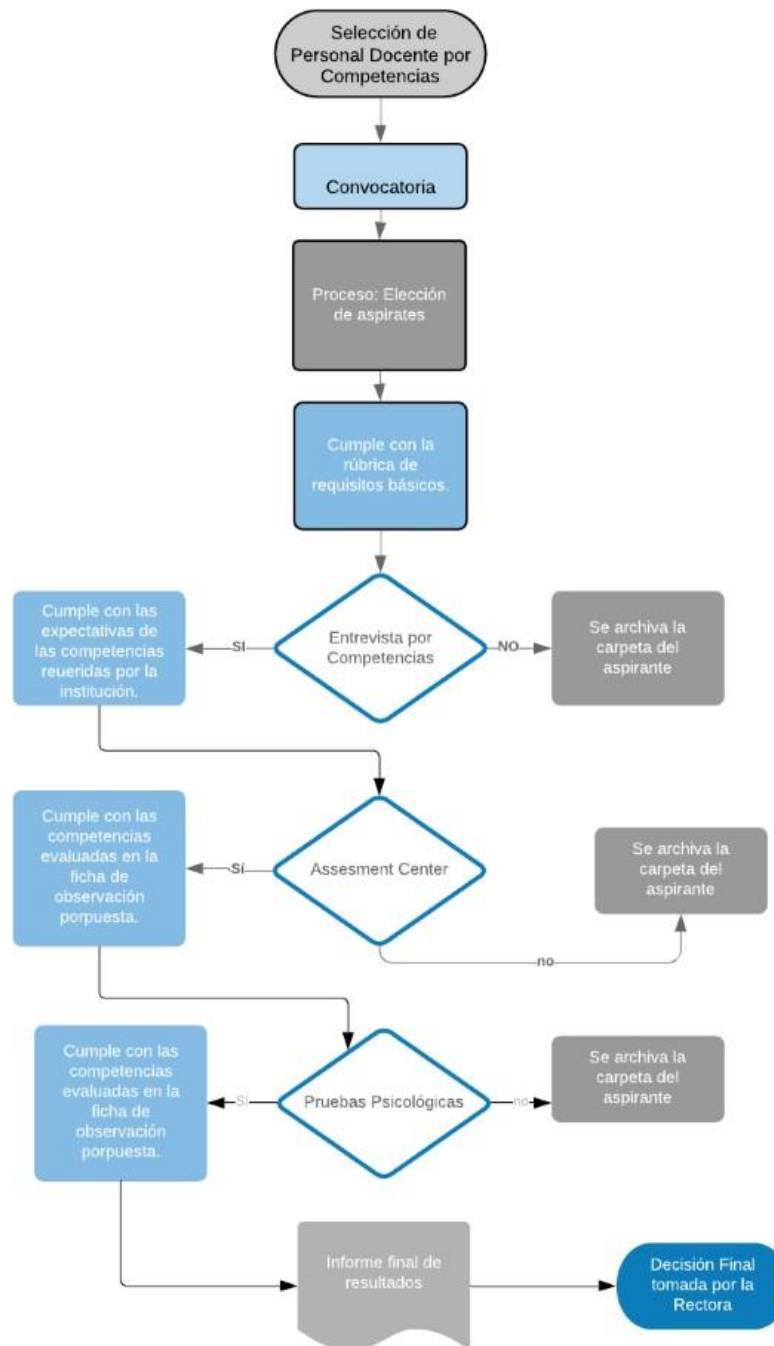 Selección de
Personal Docente por
Competencias
Convocatoria
Proceso: Elección
de aspirates
Cumple con la
rúbrica de
requisitos básicos.
Cumple con las
expectativas de
las competencias
reueridas por la
institución.
SI
Entrevista por
Competencias
NO
Se archiva la
carpeta del
aspirante
Cumple con las
competencias
evaluadas en la
ficha de
observación
porpuesta.
Sí
Assesment Center
no
Se archiva la
carpeta del
aspirante
Cumple con las
competencias
evaluadas en la
ficha de
observación
porpuesta.
Sí
Pruebas Psicológicas
no
Se archiva la
carpeta del
aspirante
Informe final de
resultados
Decisión Final
tomada por la
Rectora